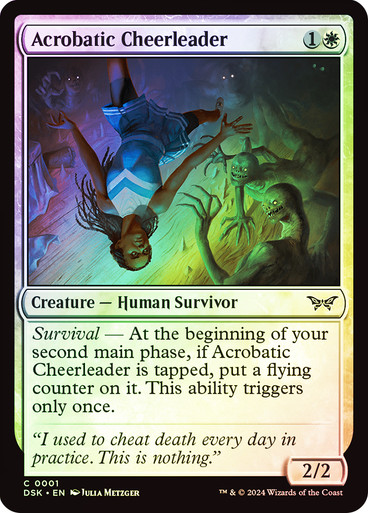 Acrobatic Cheerleader 1
Creature — Human Survivor
Survival — At the beginning of your
second main phase, if Acrobatic
Cheerleader is tapped, put a flying
counter on it. This ability triggers
only once.
“I used to cheat death every day in
practice. This is nothing.”
2/2
C 0001
DSK • EN Julia Metzger
™ & © 2024 Wizards of the Coast